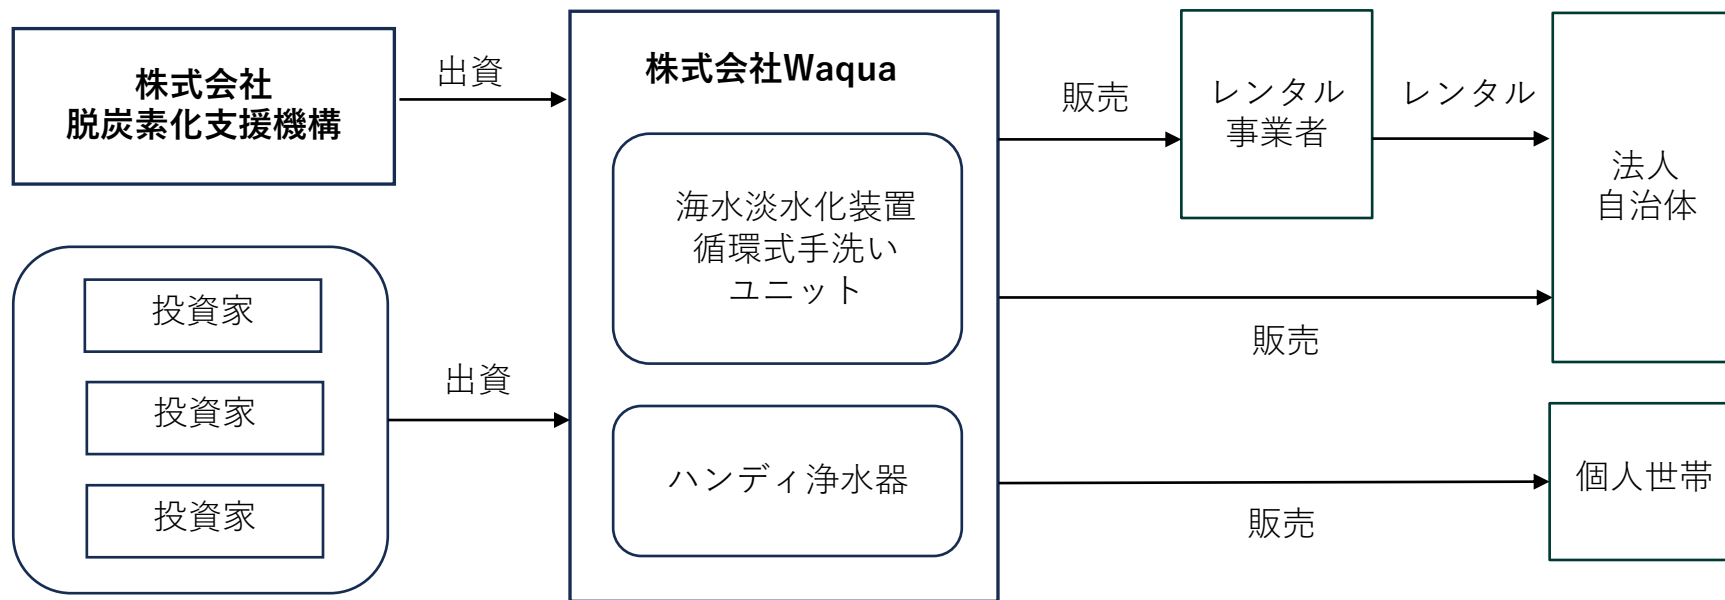 株式会社
脱炭素化支援機構
出資
投資家
投資家
投資家
出資
株式会社Waqua
海水淡水化装置
循環式手洗い
ユニット
ハンディ浄水器
販売
レンタル
事業者
レンタル
法人
自治体
販売
個人世帯
販売